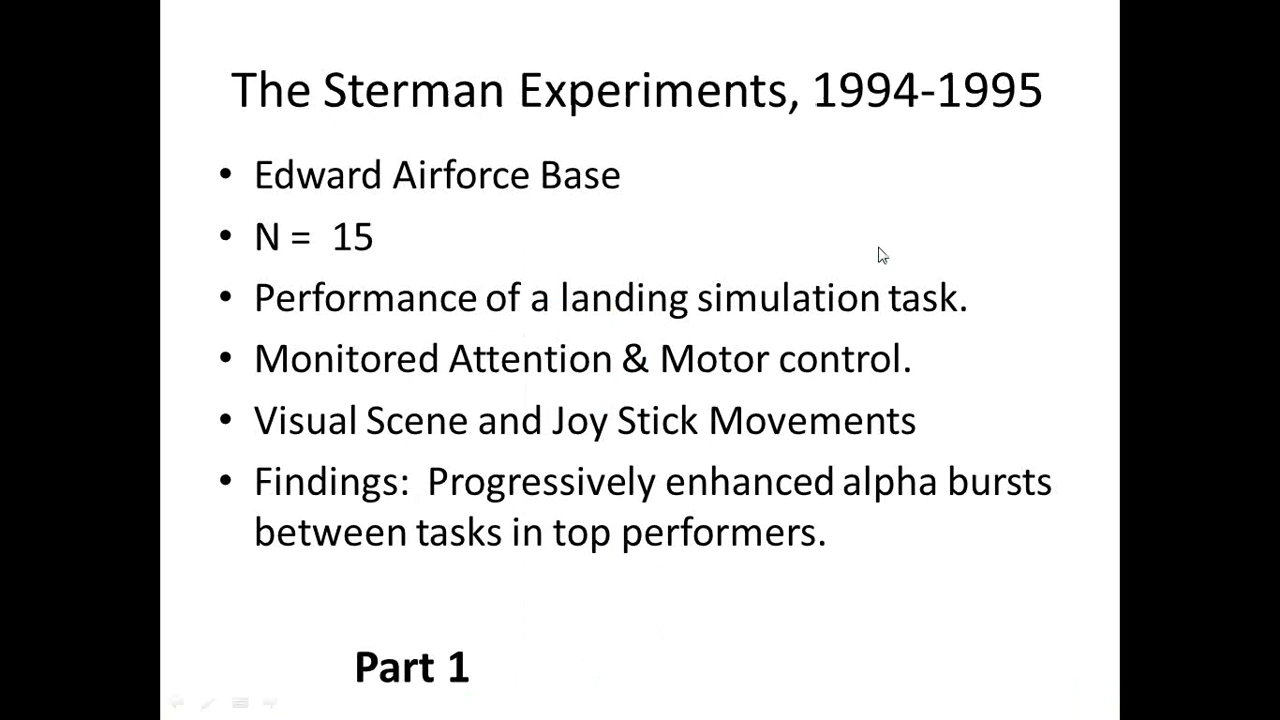 The Sterman Experiments, 1994-1995
• Edward Airforce Base
• N = 15
• Performance of a landing simulation task.
• Monitored Attention & Motor control.
• Visual Scene and Joy Stick Movements
• Findings: Progressively enhanced alpha bursts
between tasks in top performers.
Part 1